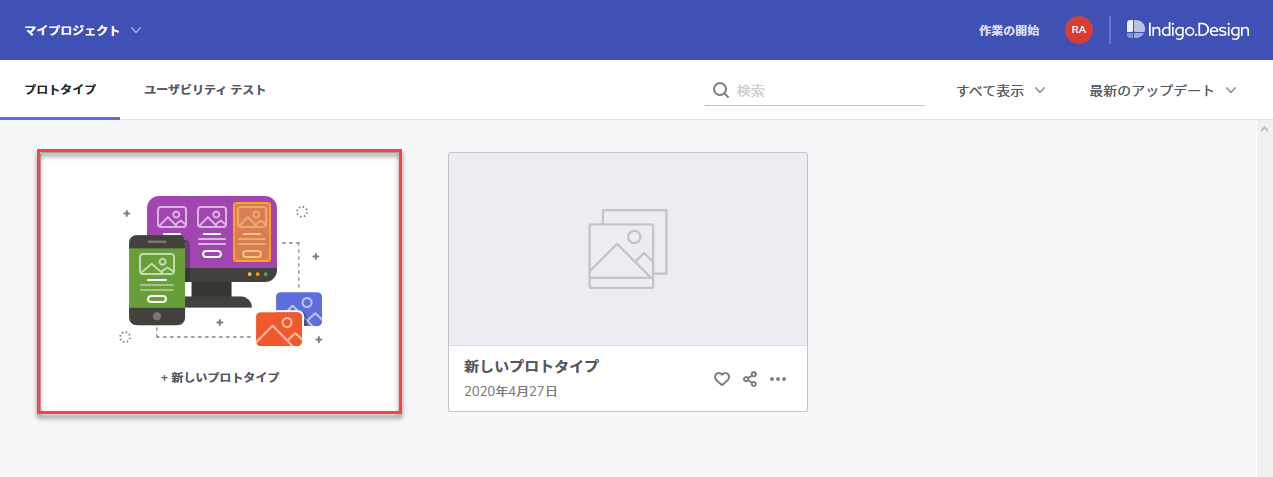 マイプロジェクト
作業の開始
RA
Indigo.Design
プロトタイプ
ユーザビリティ テスト
検索
すべて表示
最新のアップデート
+ 新しいプロトタイプ
新しいプロトタイプ
2020年4月27日